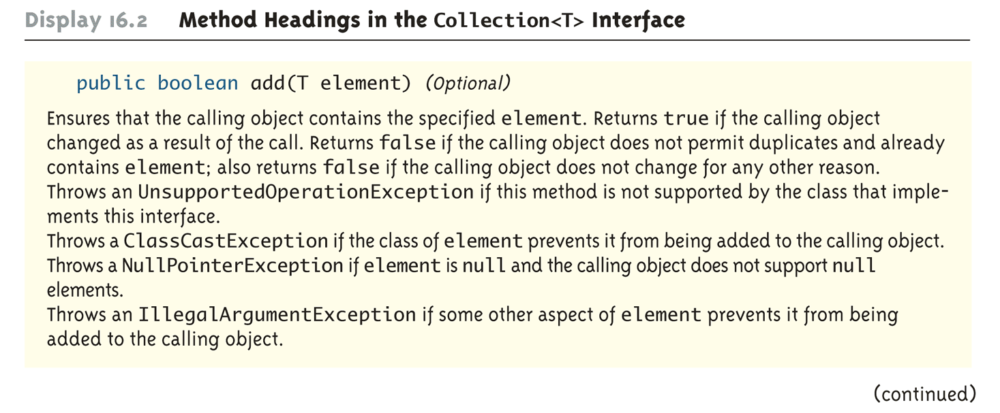 Display 16.2 Method Headings in the Collection<T> Interface
public boolean add(T element) (Optional)
Ensures that the calling object contains the specified element. Returns true if the calling object
changed as a result of the call. Returns false if the calling object does not permit duplicates and already
contains element; also returns false if the calling object does not change for any other reason.
Throws an UnsupportedOperationException if this method is not supported by the class that imple-
ments this interface.
Throws a ClassCastException if the class of element prevents it from being added to the calling object.
Throws a NullPointerException if element is null and the calling object does not support null
elements.
Throws an IllegalArgumentException if some other aspect of element prevents it from being
added to the calling object.
(continued)